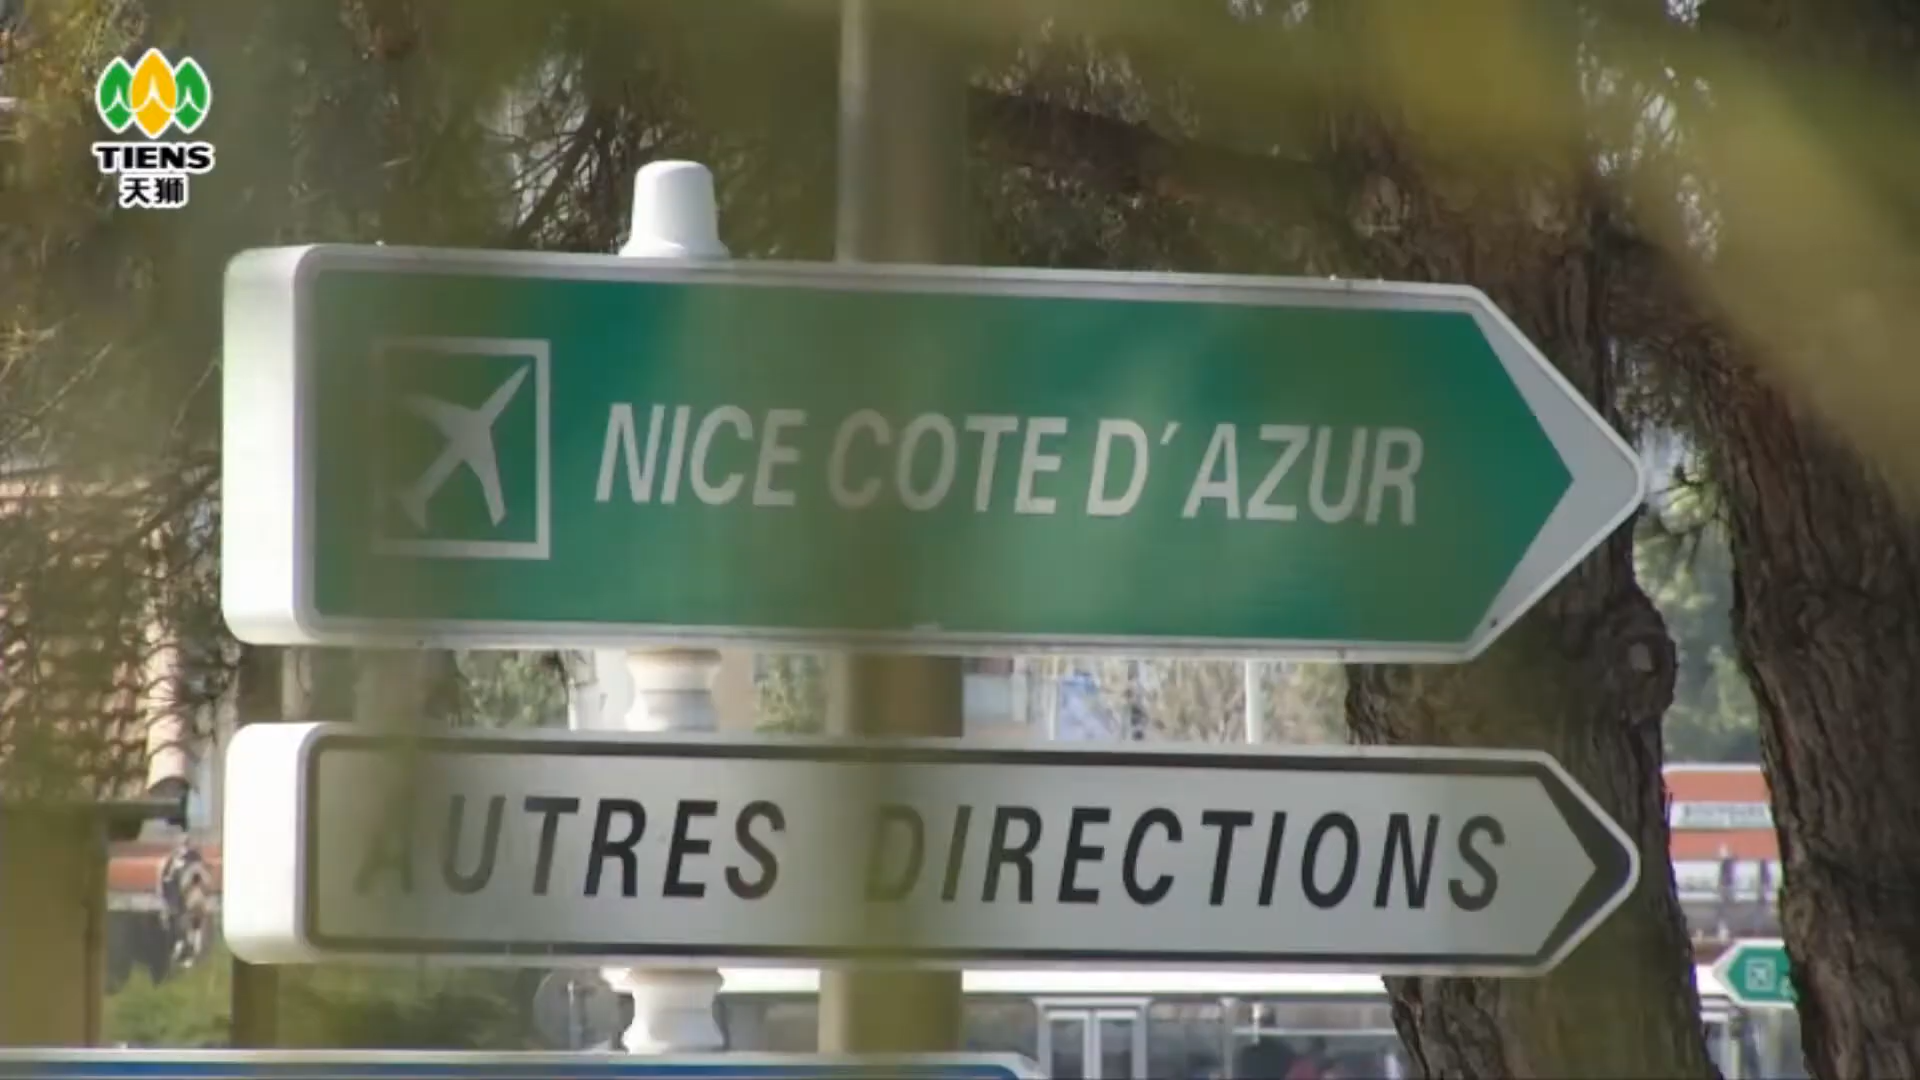 TIENS
天狮
NICE COTE D'AZUR
AUTRES DIRECTIONS